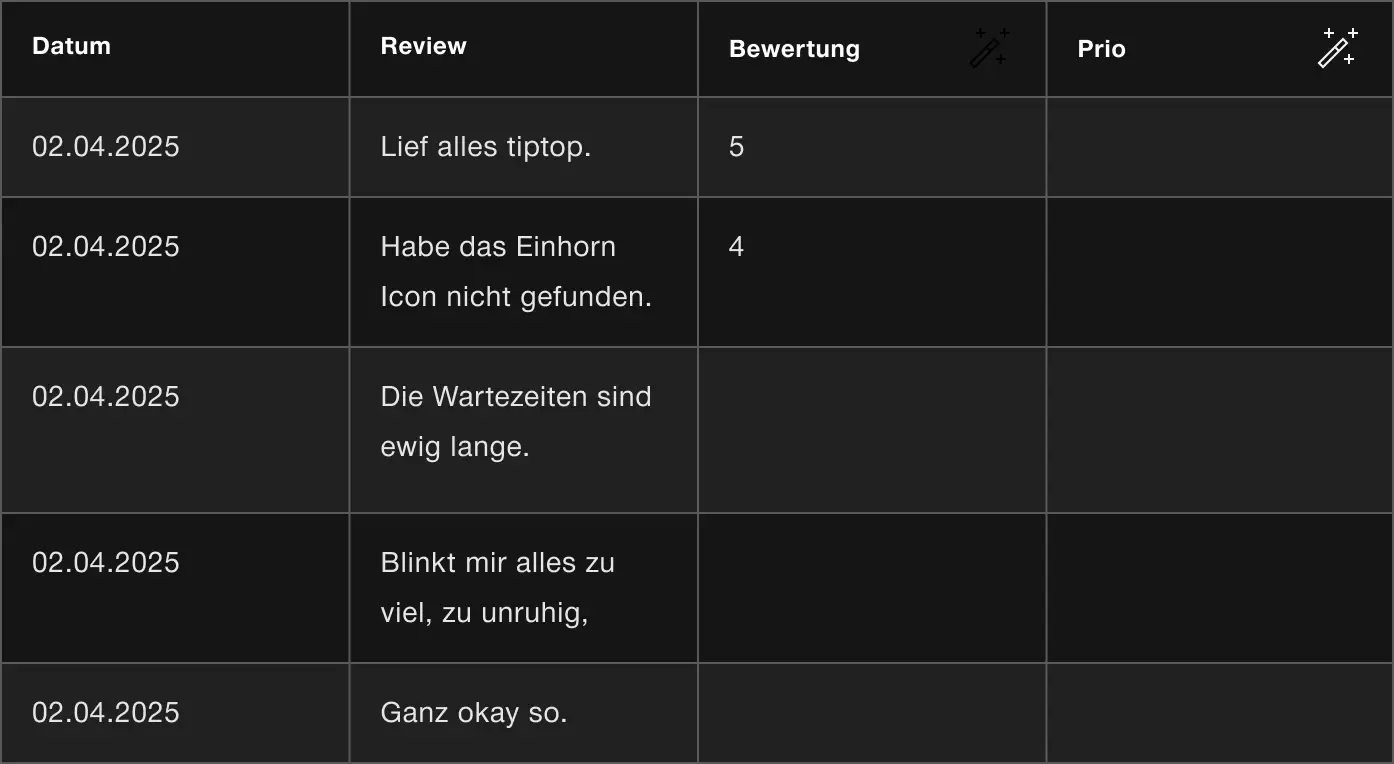 Datum Review Bewertung Prio
02.04.2025 Lief alles tiptop. 5
02.04.2025 Habe das Einhorn 4
Icon nicht gefunden.
02.04.2025 Die Wartezeiten sind
ewig lange.
02.04.2025 Blinkt mir alles zu
viel, zu unruhig,
02.04.2025 Ganz okay so.